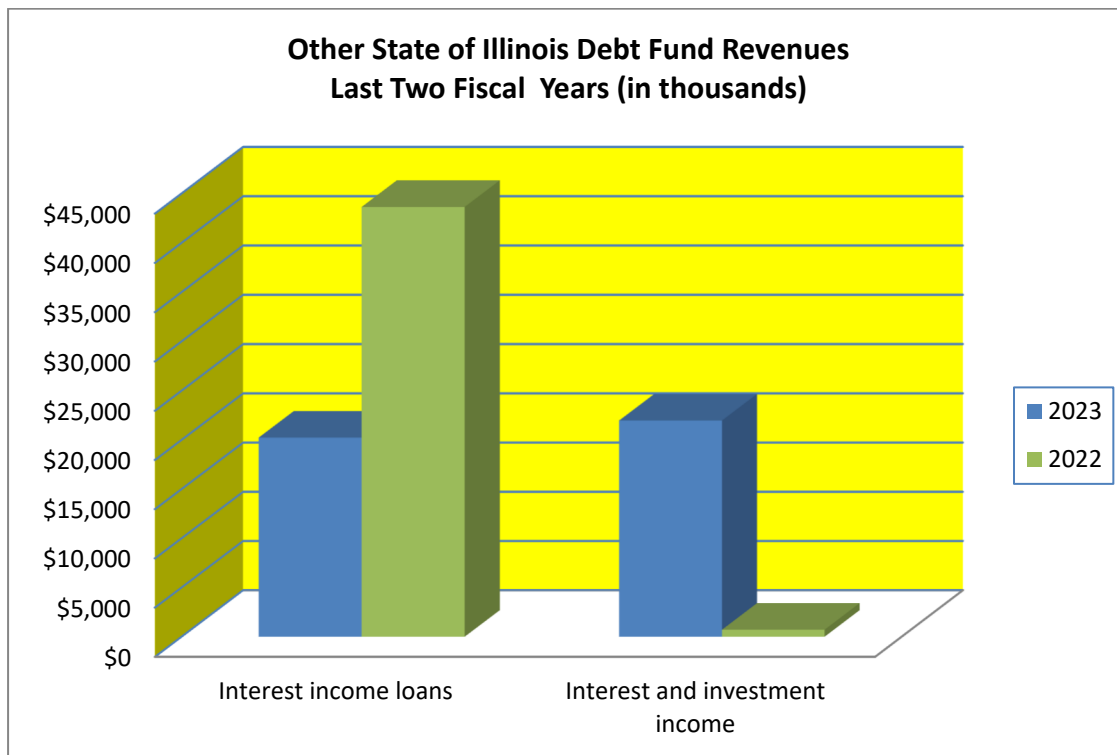 Other State of Illinois Debt Fund Revenues
Last Two Fiscal  Years (in thousands)
$45,000
$40,000
$35,000
$30,000
$25,000
$20,000
$15,000
$10,000
$5,000
$0
Interest income loans
Interest and investment
income
2023
2022